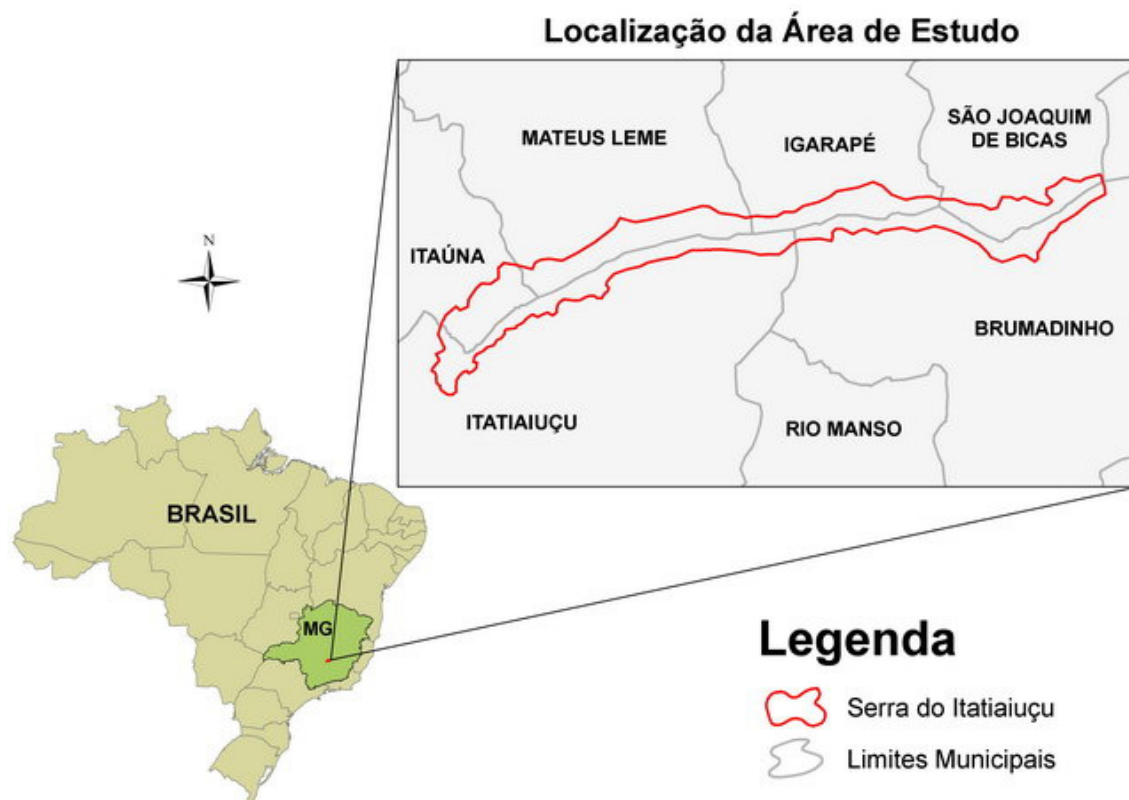 Localização da Área de Estudo
MATEUS LEME
IGARAPÉ
SÃO JOAQUIM
DE BICAS
ITAÚNA
BRUMADINHO
ITATIAIUÇU
RIO MANSO
N
BRASIL
MG
Legenda
Serra do Itatiaiuçu
Limites Municipais